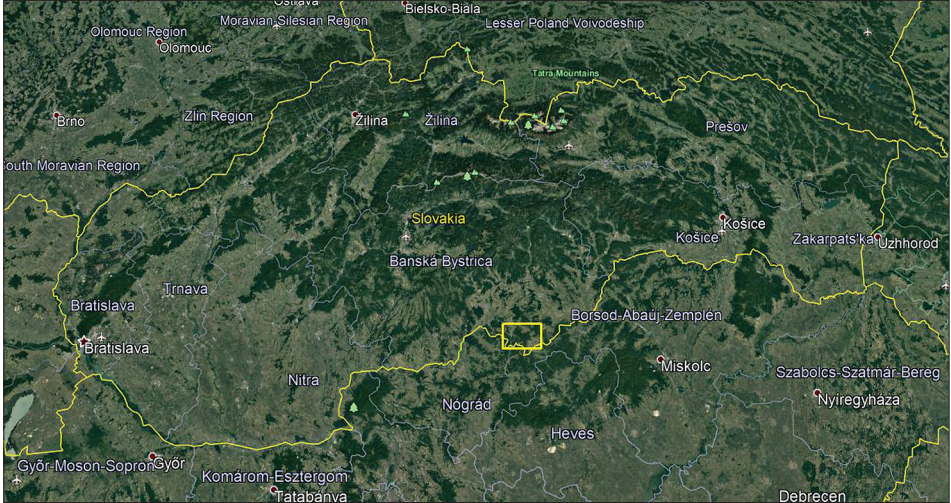 Ostrava
Bielsko-Biala
Moravian-Silesian Region
Lesser Poland Voivodeship
Olomouc Region
Olomouc
Tatra Mountains
Brno
Zlín Region
Žilina
Žilina
Prešov
South Moravian Region
Slovakia
Košice
Košice
Zakarpats'ka
Uzhhorod
Banská Bystrica
Trnava
Bratislava
Bratislava
Borsod-Abaúj-Zemplén
Miskolc
Nitra
Szabolcs-Szatmár-Bereg
Nyíregyháza
Nógrád
Heves
Győr-Moson-Sopron
Győr
Komárom-Esztergom
Tatabánya
Debrecen